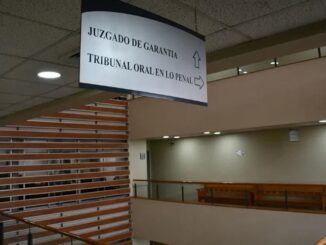 JUZGADO DE GARANTIA
TRIBUNAL ORAL EN LO PENAL